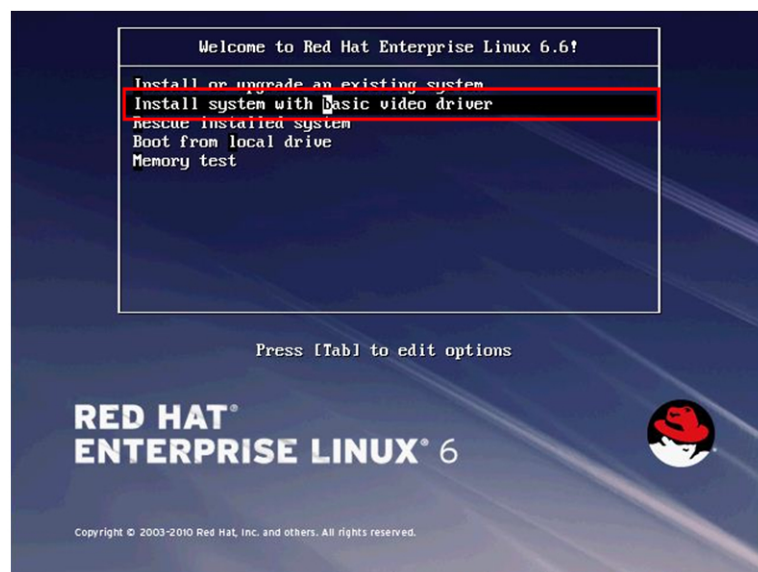 Welcome to Red Hat Enterprise Linux 6.6!
Install or upgrade an existing system
Install system with basic video driver
Rescue installed system
Boot from local drive
Memory test
Press [Tab] to edit options
RED HAT®
ENTERPRISE LINUX® 6
Copyright © 2003-2010 Red Hat, Inc. and others. All rights reserved.